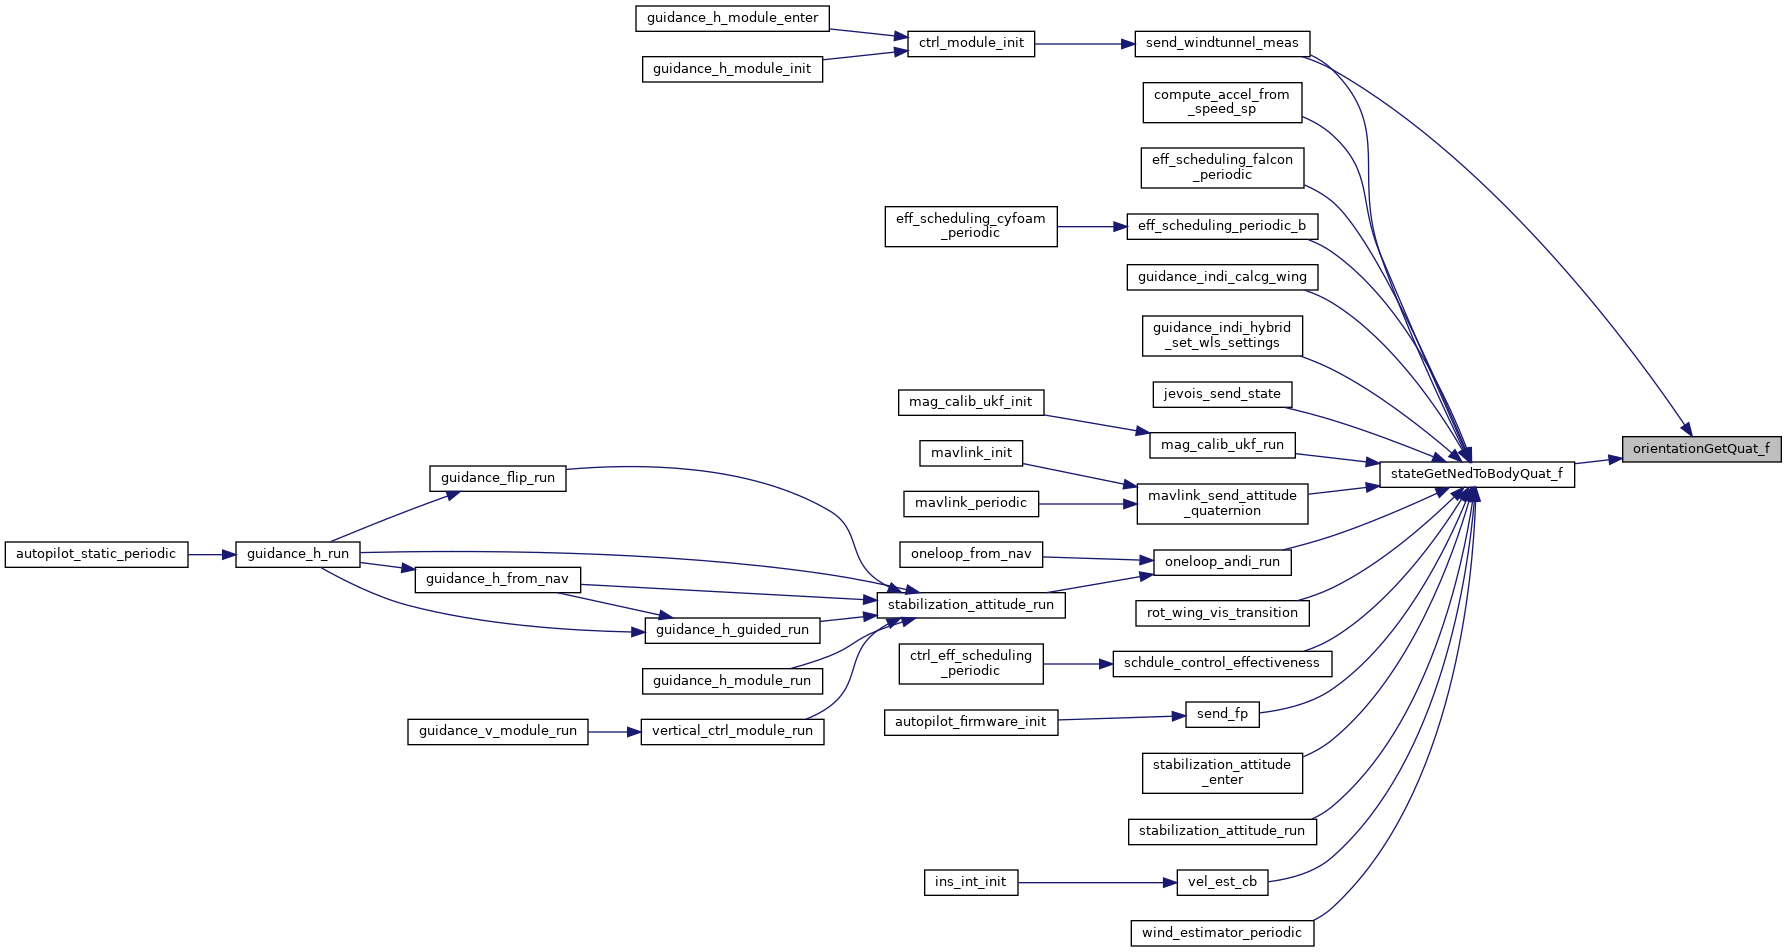 guidance_h_module_enter
guidance_h_module_init
ctrl_module_init
send_windtunnel_meas
compute_accel_from
_speed_sp
eff_scheduling_falcon
_periodic
eff_scheduling_cyfoam
_periodic
eff_scheduling_periodic_b
guidance_indi_calcg_wing
guidance_indi_hybrid
_set_wls_settings
jevois_send_state
mag_calib_ukf_init
mag_calib_ukf_run
mavlink_init
mavlink_periodic
mavlink_send_attitude
_quaternion
stateGetNedToBodyQuat_f
orientationGetQuat_f
guidance_flip_run
autopilot_static_periodic
guidance_h_run
guidance_h_from_nav
guidance_h_guided_run
stabilization_attitude_run
oneloop_from_nav
oneloop_andi_run
rot_wing_vis_transition
guidance_h_module_run
ctrl_eff_scheduling
_periodic
schdule_control_effectiveness
guidance_v_module_run
vertical_ctrl_module_run
autopilot_firmware_init
send_fp
stabilization_attitude
_enter
stabilization_attitude_run
ins_int_init
vel_est_cb
wind_estimator_periodic